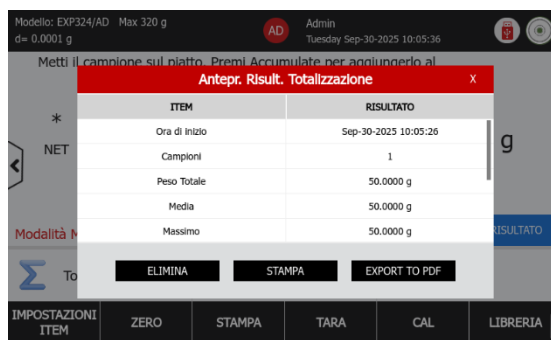 Modello: EXP324/AD Max 320 g
d= 0.0001 g
AD
Admin
Tuesday Sep-30-2025 10:05:36
Metti il campione sul piatto. Premi Accumulate per aggiungerlo al
Antepr. Risult. Totalizzazione X
ITEM RISULTATO
Ora di inizio Sep-30-2025 10:05:26
Campioni 1
Peso Totale 50.0000 g
Media 50.0000 g
Massimo 50.0000 g
ELIMINA STAMPA EXPORT TO PDF
*
NET
g
Modalità
RISULTATO
To
IMPOSTAZIONI
ITEM
ZERO STAMPA TARA CAL LIBRERIA